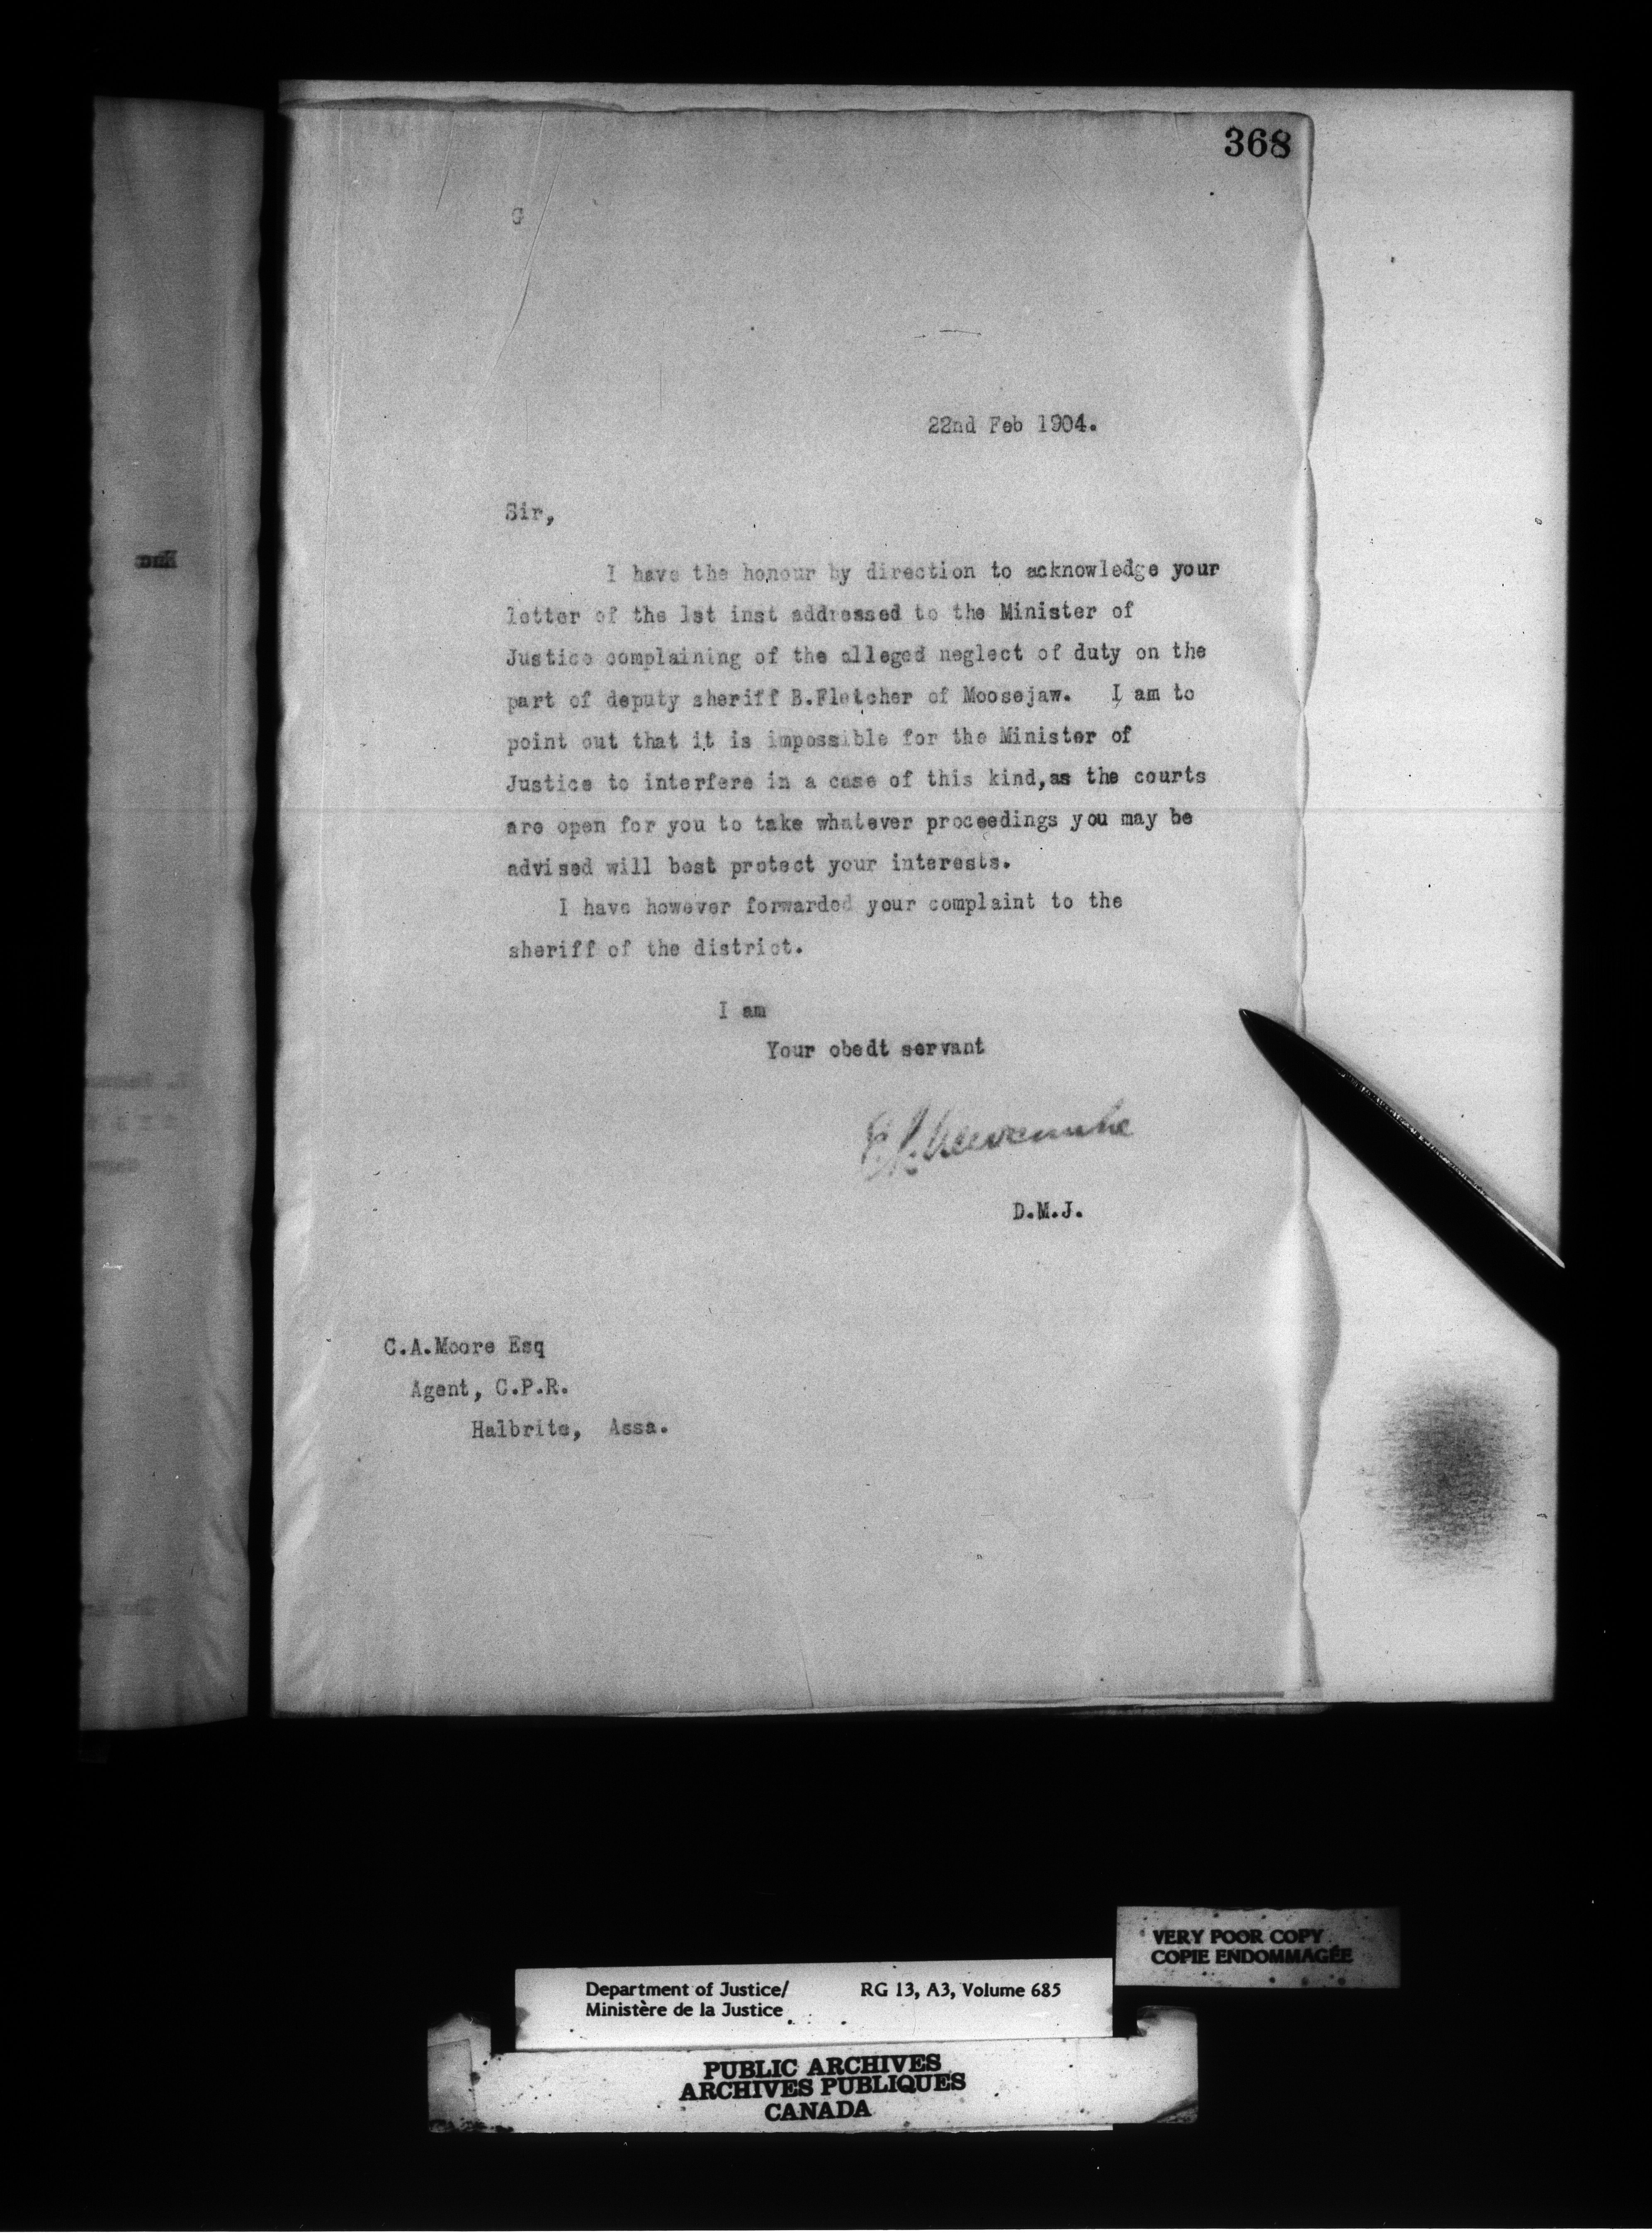 368
G
22nd Feb 1904.
Sir,
I have the honour by direction to acknowledge your
letter of the 1st inst addressed to the Minister of
Justice complaining of the alleged neglect of duty on the
part of deputy sheriff B.Fletcher of Moosejaw. I am to
point out that it is impossible for the Minister of
Justice to interfere in a case of this kind,as the courts
are open for you to take whatever proceedings you may be
advised will best protect your interests.
I have however forwarded your complaint to the
sheriff of the district.
I am
Your obedt servant
E.L.Newcombe
D.M.J.
C.A.Moore Esq
Agent, C.P.R.
Halbrite, Assa.
VERY POOR COPY
COPIE ENDOMMAGÉE
Department of Justice/ RG 13, A3, Volume 685
Ministère de la Justice
PUBLIC ARCHIVES
ARCHIVES PUBLIQUES
CANADA